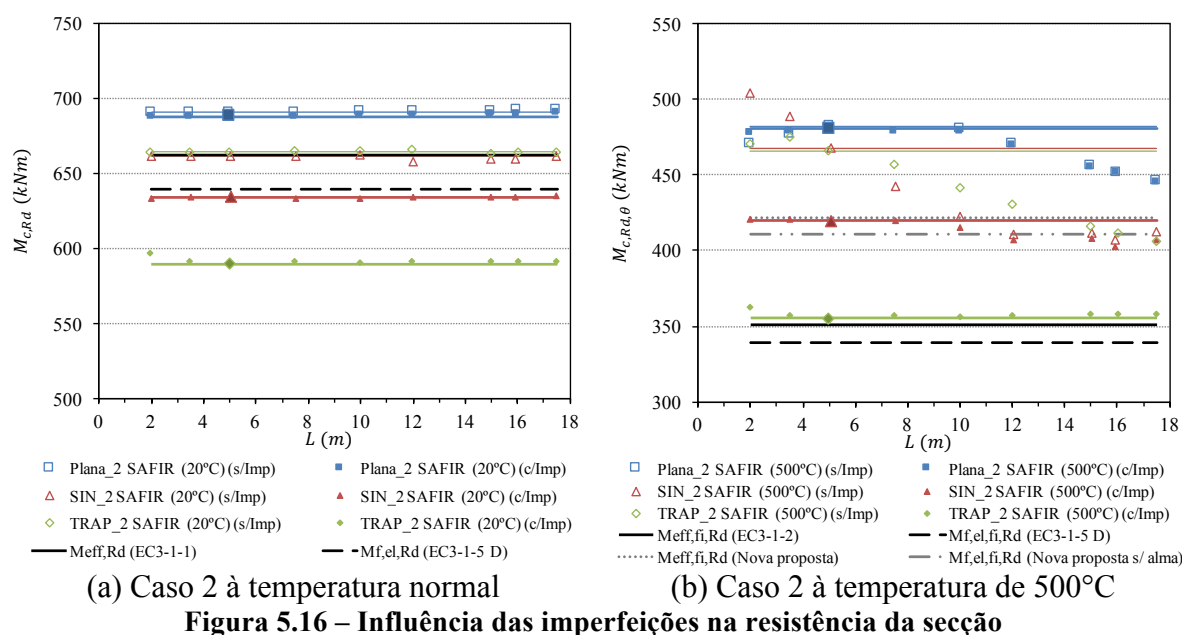 750
700
650
600
550
500
M_c,Rd (kNm)
0 2 4 6 8 10 12 14 16 18
L (m)
Plana_2 SAFIR (20ºC) (s/Imp)
Plana_2 SAFIR (20ºC) (c/Imp)
SIN_2 SAFIR (20ºC) (s/Imp)
SIN_2 SAFIR (20ºC) (c/Imp)
TRAP_2 SAFIR (20ºC) (s/Imp)
TRAP_2 SAFIR (20ºC) (c/Imp)
Meff,Rd (EC3-1-1)
Mf,el,Rd (EC3-1-5 D)
(a) Caso 2 à temperatura normal
550
500
450
400
350
300
M_c,Rd,θ (kNm)
0 2 4 6 8 10 12 14 16 18
L (m)
Plana_2 SAFIR (500ºC) (s/Imp)
Plana_2 SAFIR (500ºC) (c/Imp)
SIN_2 SAFIR (500ºC) (s/Imp)
SIN_2 SAFIR (500ºC) (c/Imp)
TRAP_2 SAFIR (500ºC) (s/Imp)
TRAP_2 SAFIR (500ºC) (c/Imp)
Meff,fi,Rd (EC3-1-2)
Mf,el,fi,Rd (EC3-1-5 D)
Meff,fi,Rd (Nova proposta)
Mf,el,fi,Rd (Nova proposta s/ alma)
(b) Caso 2 à temperatura de 500°C
Figura 5.16 – Influência das imperfeições na resistência da secção